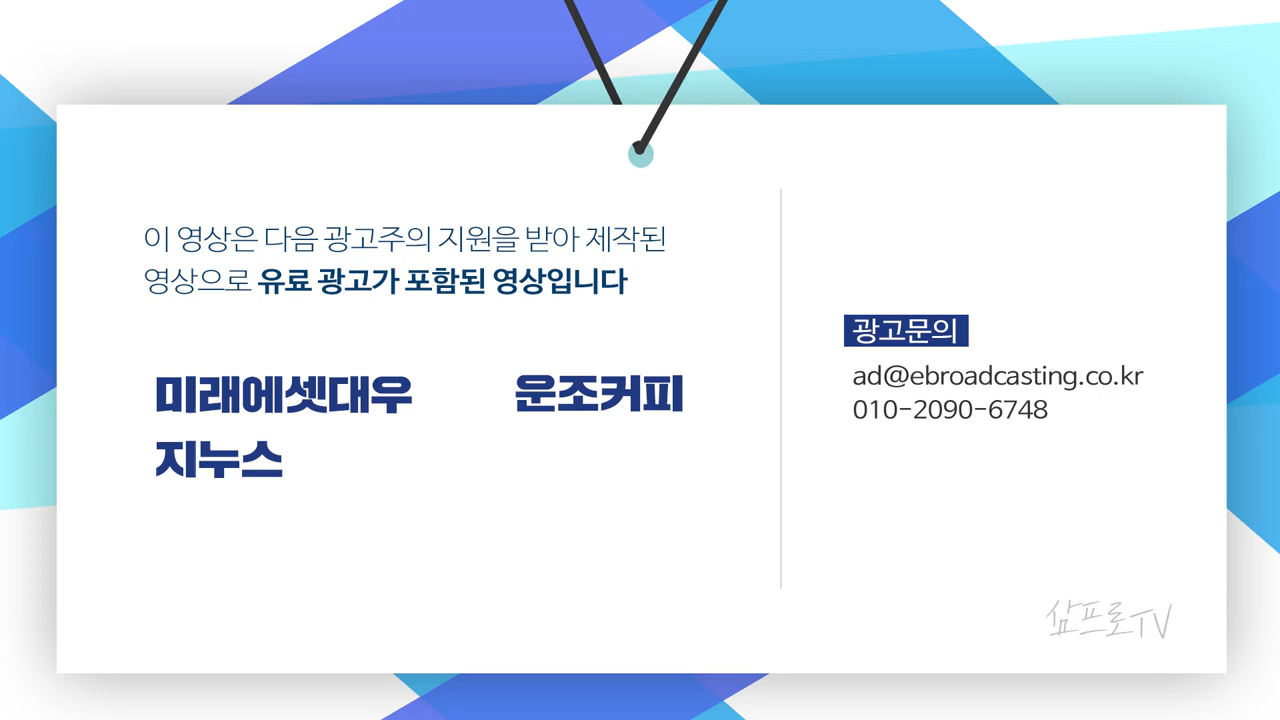 이 영상은 다음 광고주의 지원을 받아 제작된
영상으로 유료 광고가 포함된 영상입니다
미래에셋대우
운조커피
지누스
광고문의
ad@ebroadcasting.co.kr
010-2090-6748
삼프로TV